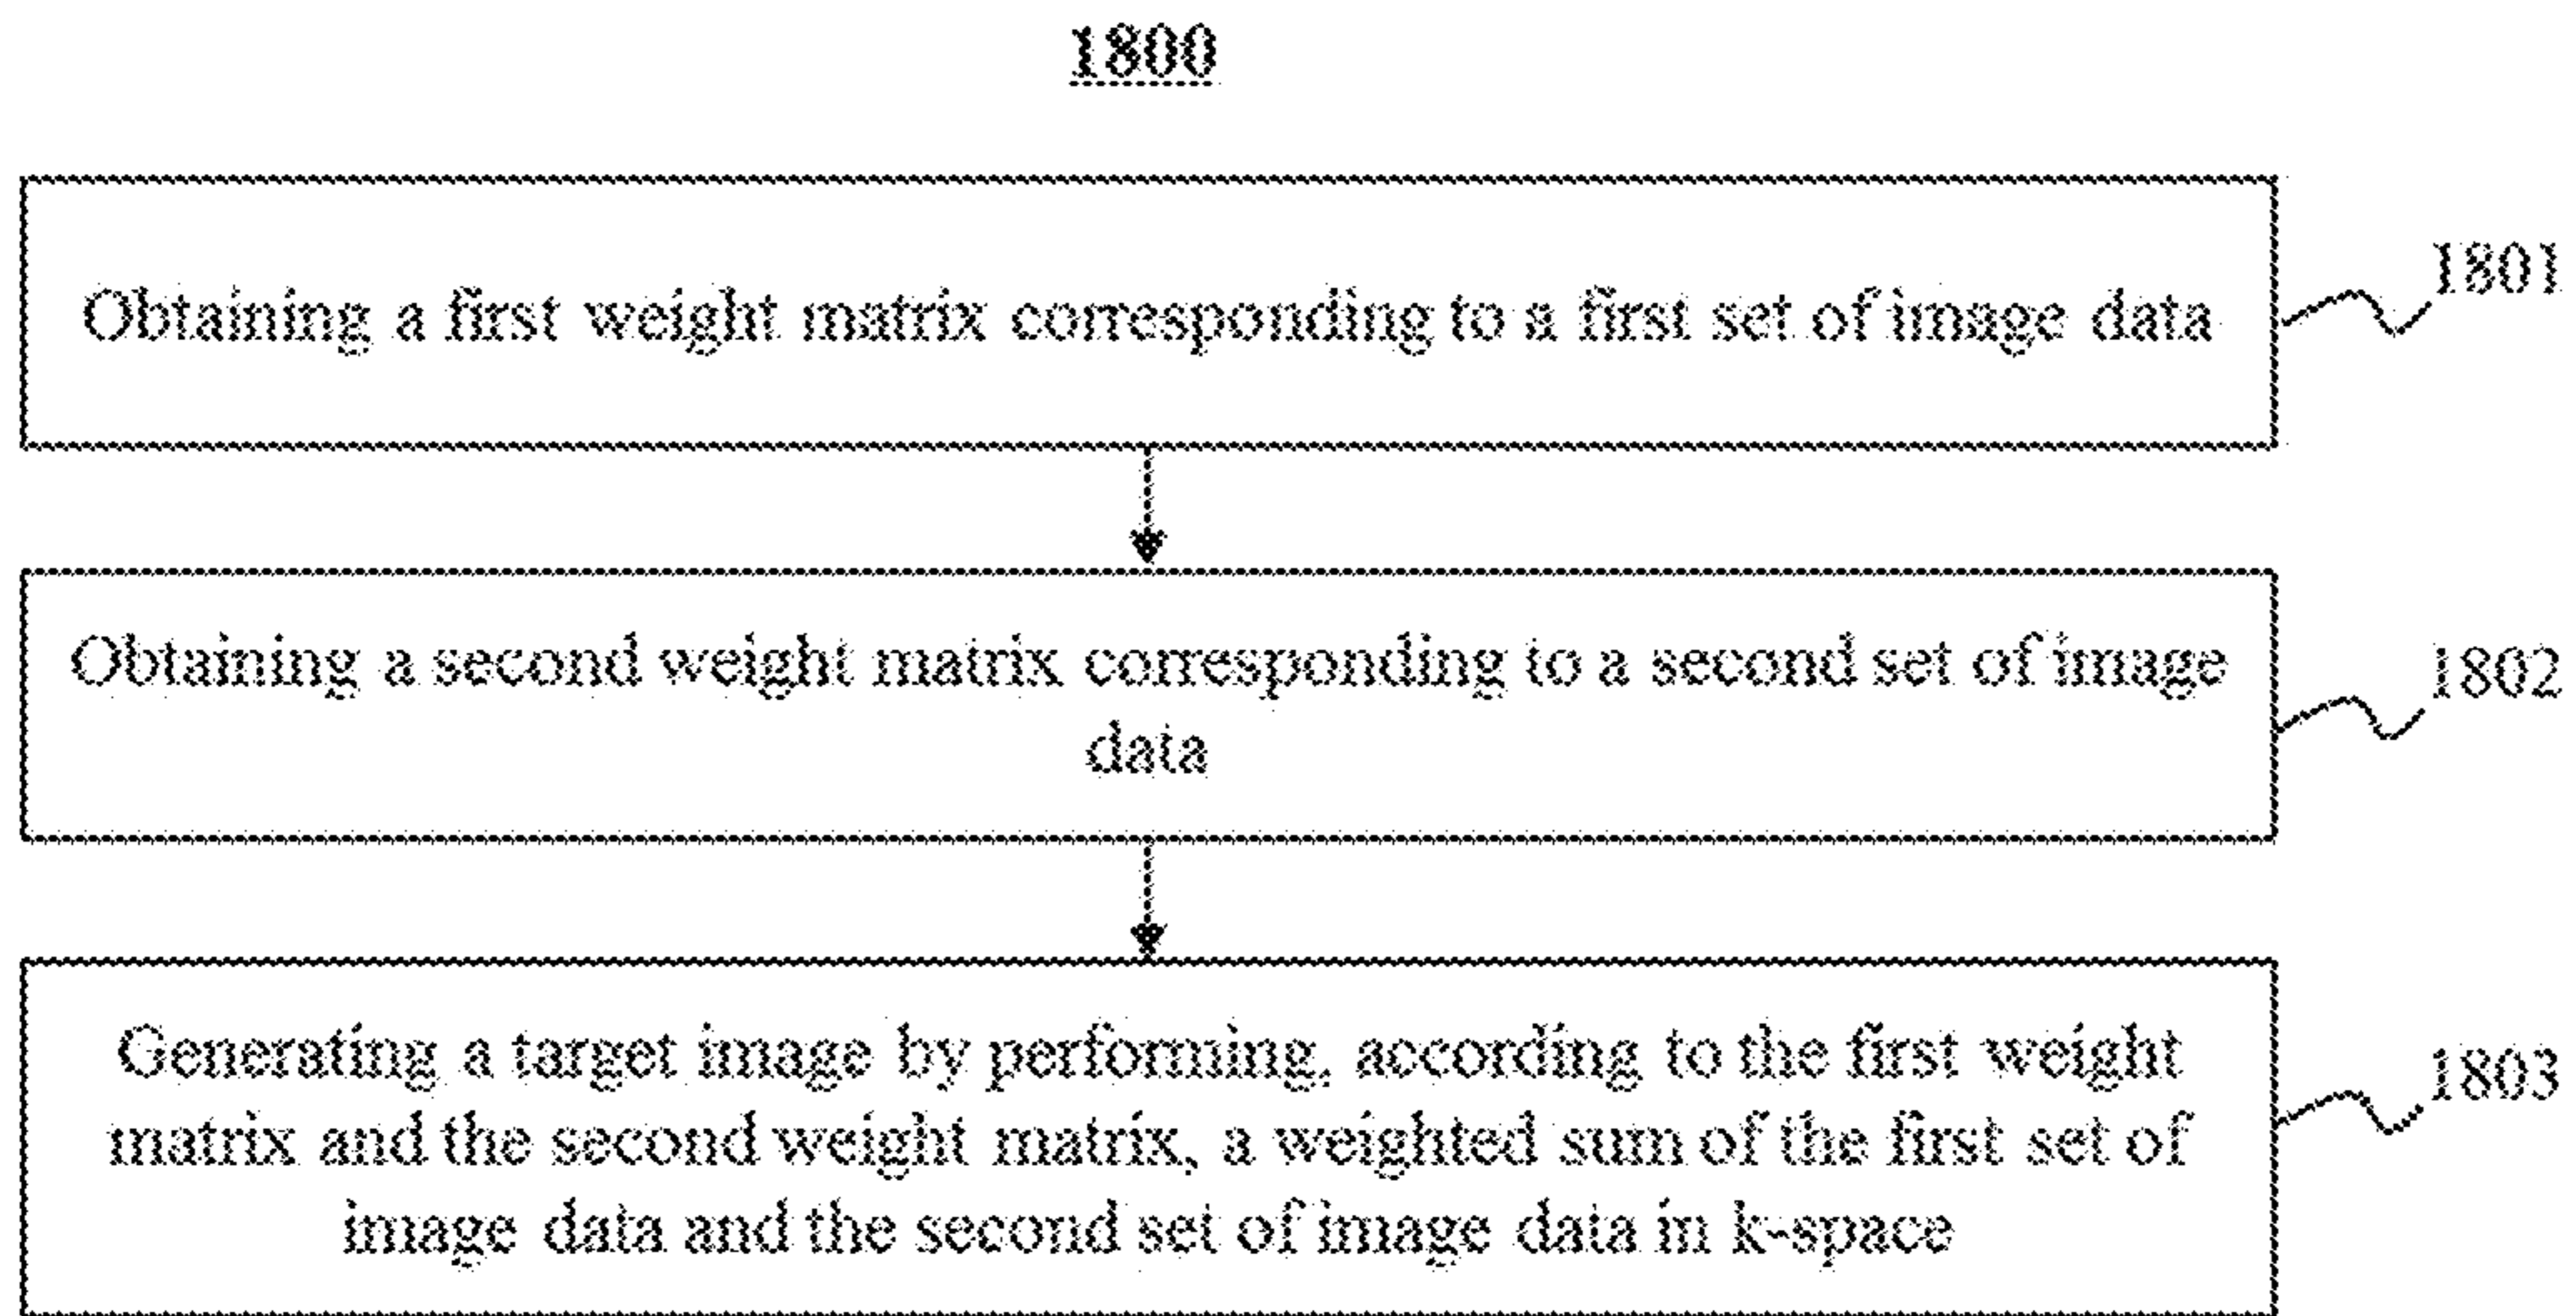 1800
Obtaining a first weight matrix corresponding to a first set of image data
1801
Obtaining a second weight matrix corresponding to a second set of image
data
1802
Generating a target image by performing, according to the first weight
matrix and the second weight matrix, a weighted sum of the first set of
image data and the second set of image data in k-space
1803